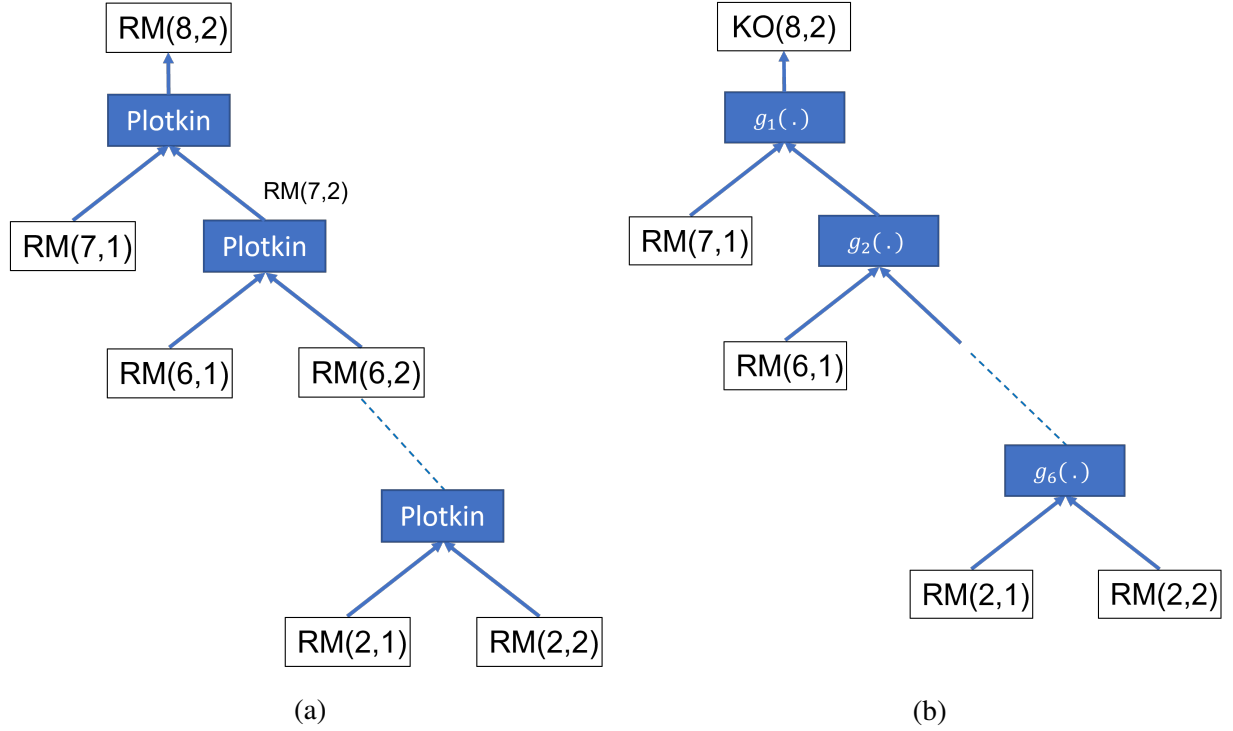 RM(8,2)
Plotkin
RM(7,2)
RM(7,1)
Plotkin
RM(6,1)
RM(6,2)
Plotkin
RM(2,1)
RM(2,2)
(a)
KO(8,2)
g₁(.)
RM(7,1)
g₂(.)
RM(6,1)
g₆(.)
RM(2,1)
RM(2,2)
(b)